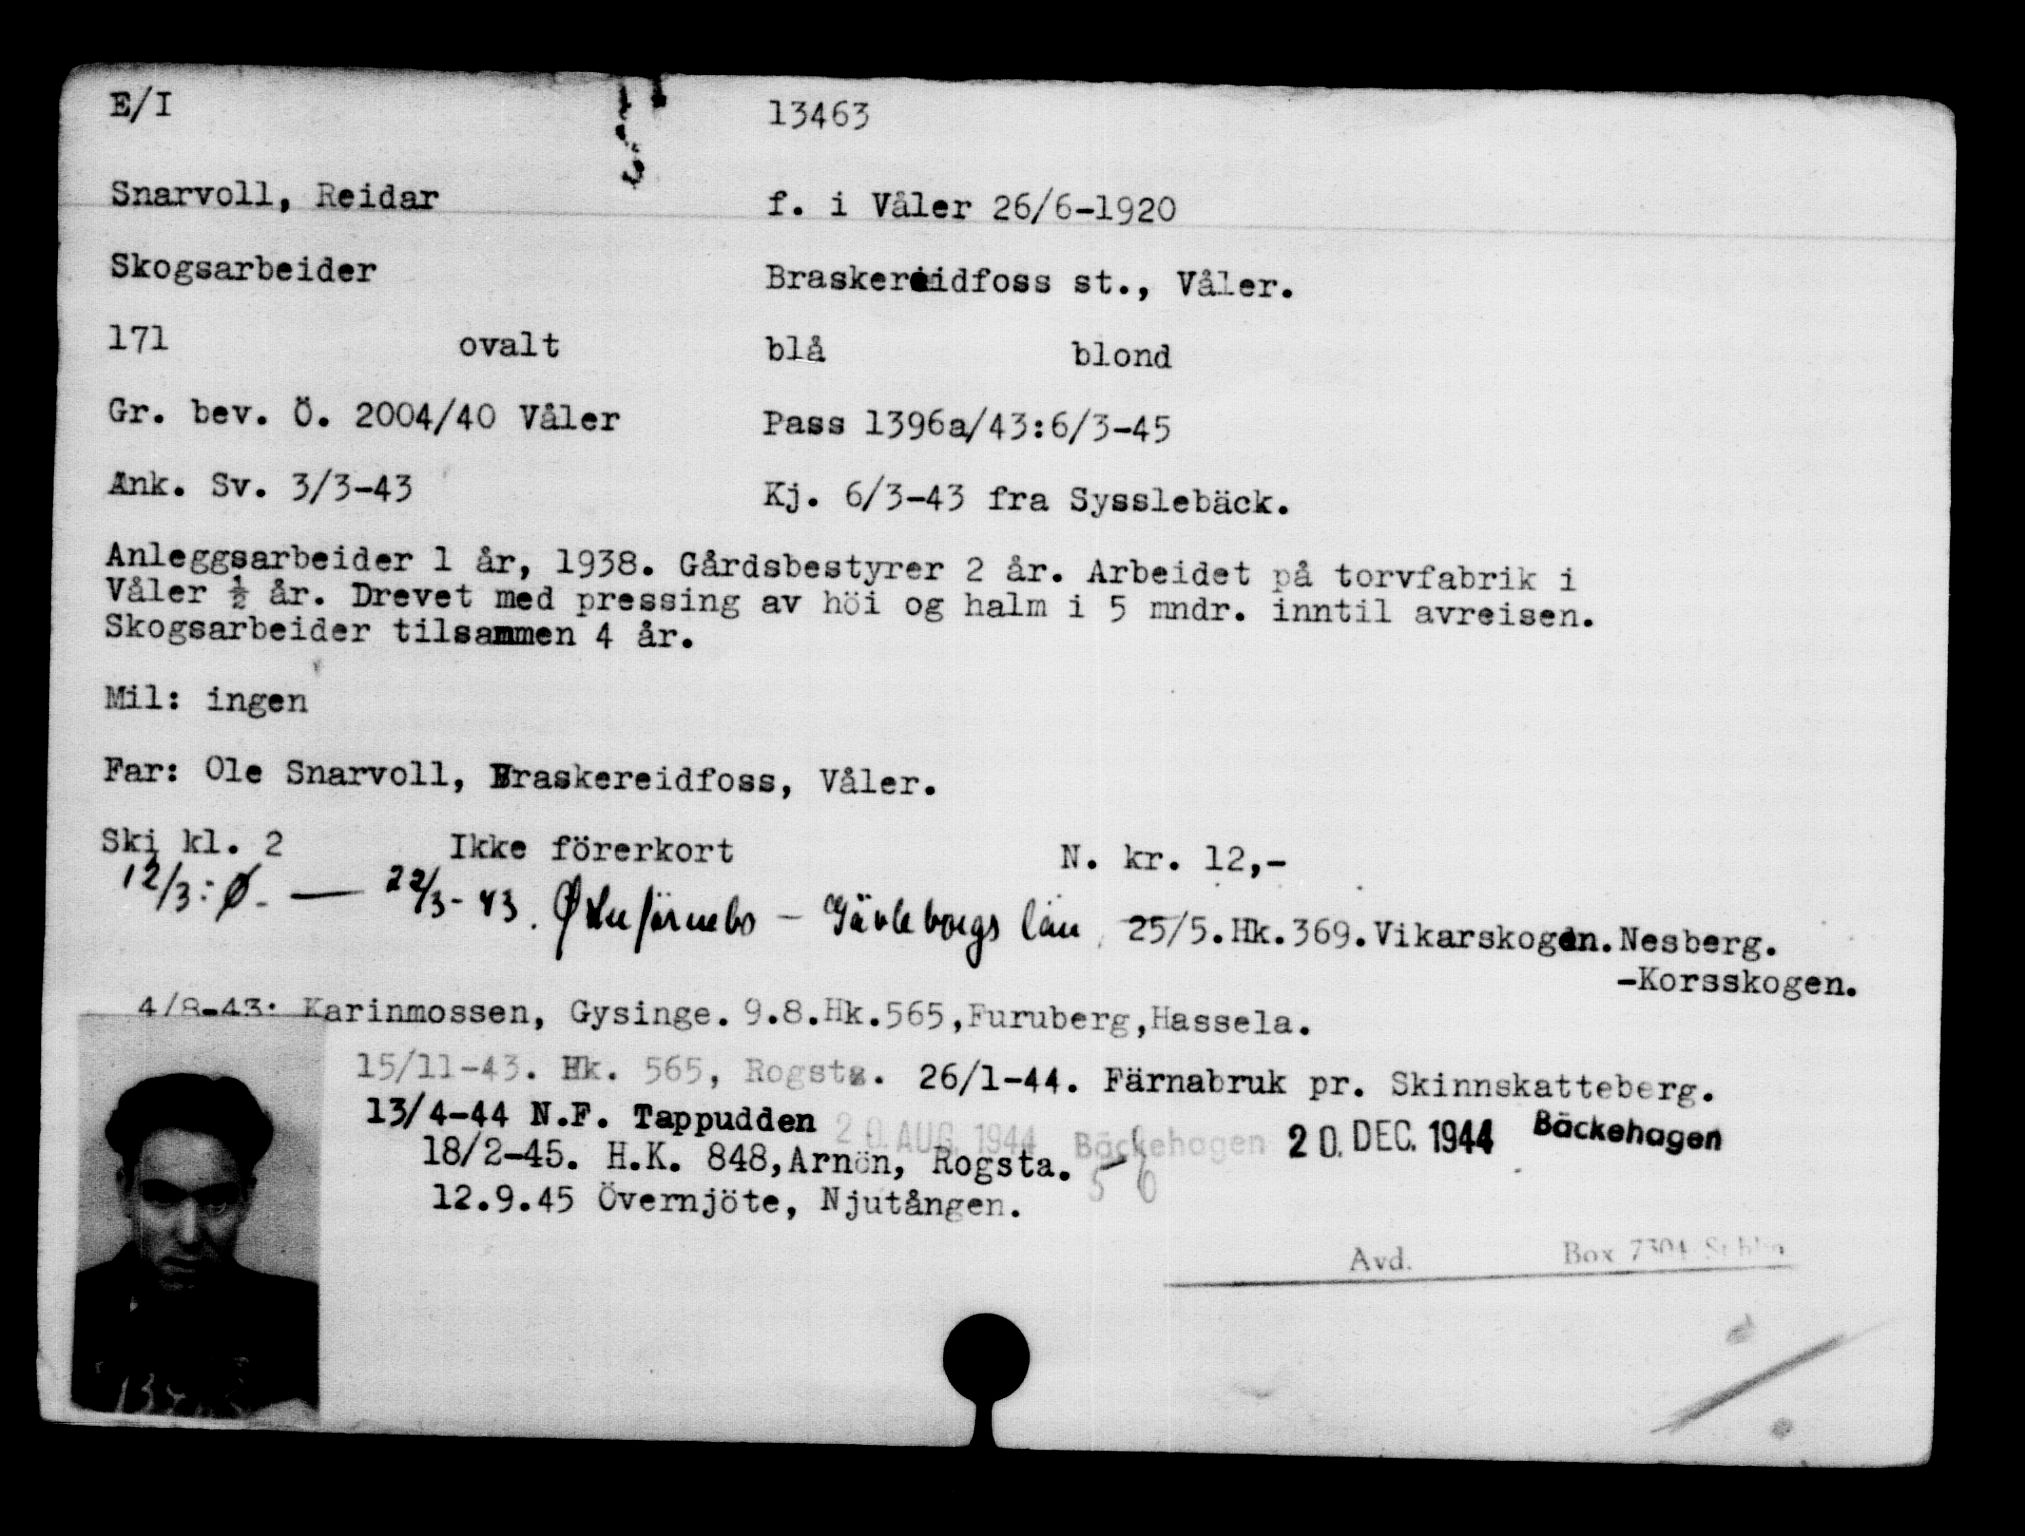 E/I 13463
Snarvoll, Reidar f. i Våler 26/6-1920
Skogsarbeider Braskereidfoss st., Våler.
171 ovalt blå blond
Gr. bev. Ö. 2004/40 Våler Pass 1396a/43:6/3-45
Ank. Sv. 3/3-43 Kj. 6/3-43 fra Sysslebäck.
Anleggsarbeider 1 år, 1938. Gårdsbestyrer 2 år. Arbeidet på torvfabrik i
Våler ½ år. Drevet med pressing av höi og halm i 5 mndr. inntil avreisen.
Skogsarbeider tilsammen 4 år.
Mil: ingen
Far: Ole Snarvoll, Braskereidfoss, Våler.
Ski kl. 2 Ikke förerkort N. kr. 12,-
12/3: Ø. — 22/3-43. - Gävleborgs län 25/5.Hk.369.Vikarskogen.Nesberg.
-Korsskogen.
4/8-43: Karinmossen, Gysinge. 9.8.Hk.565,Furuberg,Hassela.
15/11-43. Hk. 565, Rogsta. 26/1-44. Färnabruk pr. Skinnskatteberg.
13/4-44 N.F. Tappudden 20. AUG. 1944 Bäckehagen 20. DEC. 1944 Bäckehagen
18/2-45. H.K. 848,Arnön, Rogsta.
12.9.45 Övernjöte, Njutången.
Avd. Box 7304